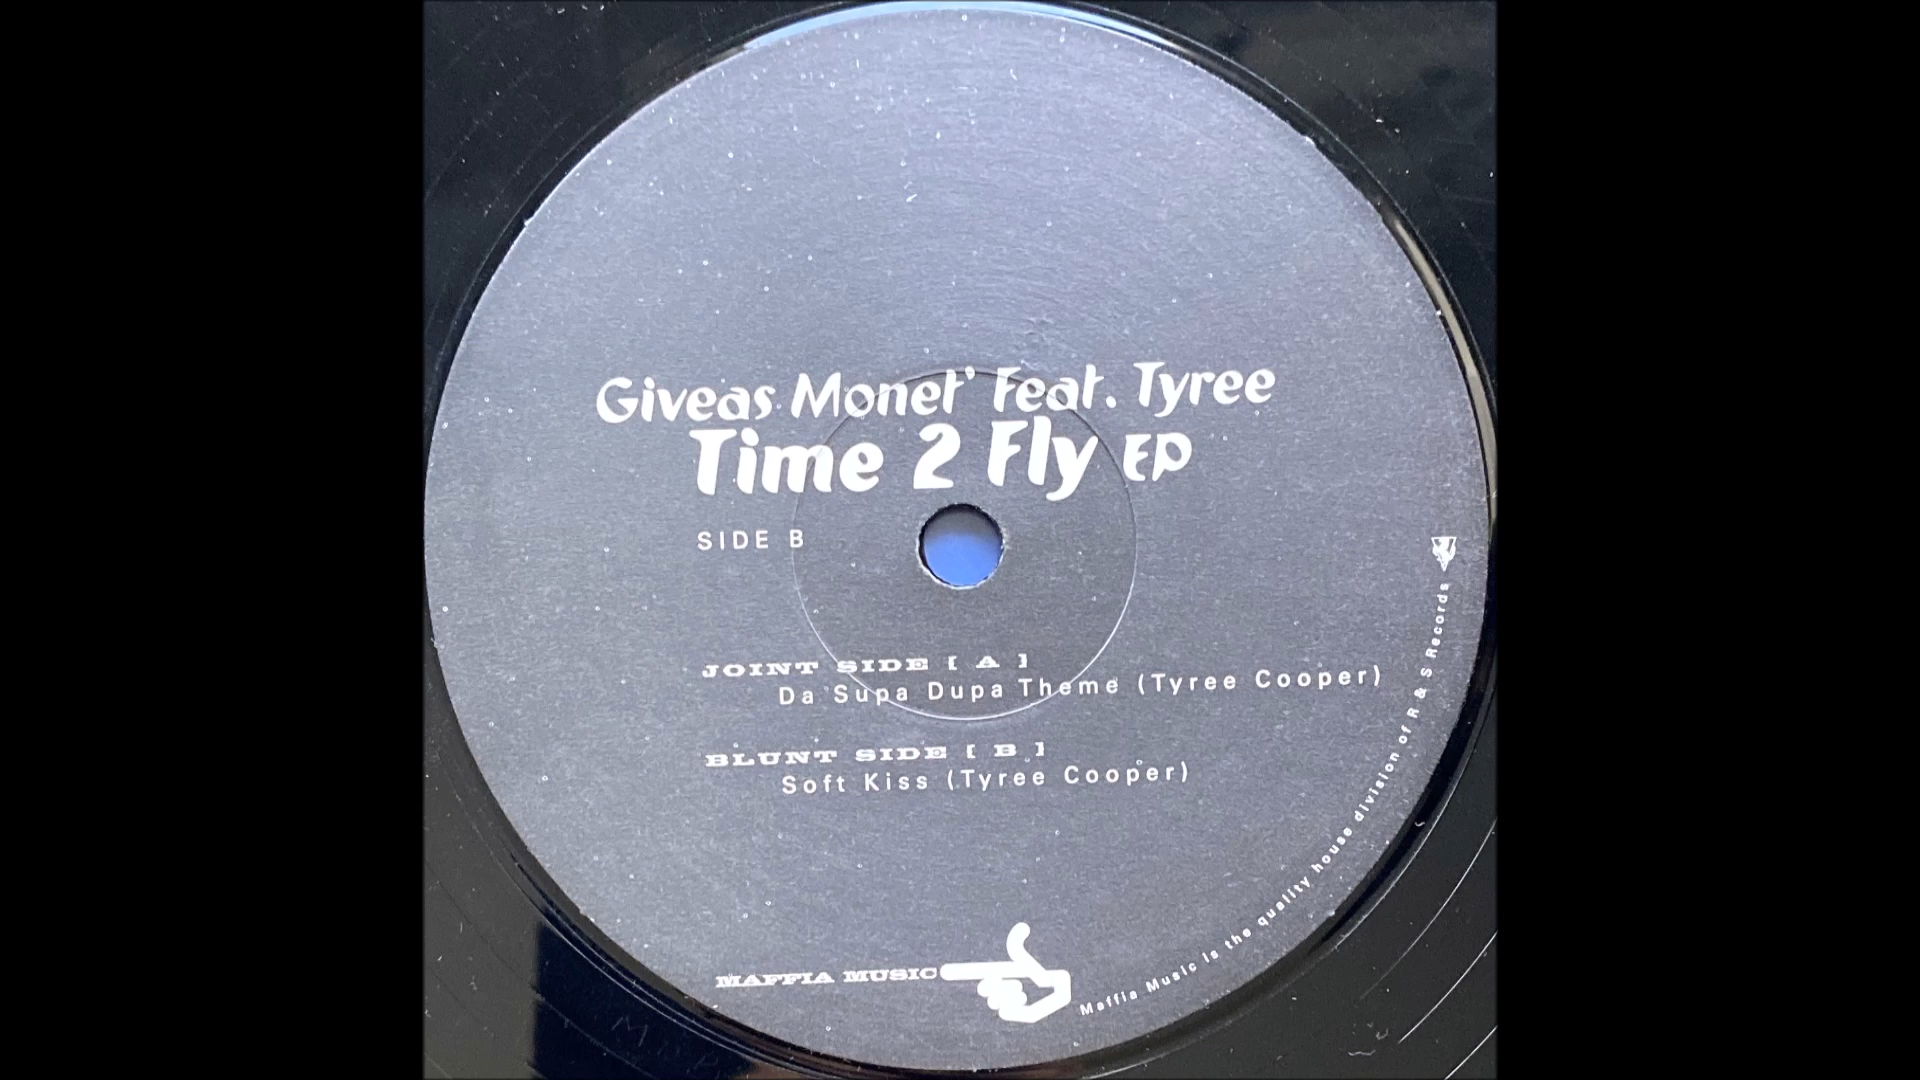 Giveas Monet' Feat. Tyree
Time 2 Fly EP
SIDE B
JOINT SIDE [ A ]
Da Supa Dupa Theme (Tyree Cooper)
BLUNT SIDE [ B ]
Soft Kiss (Tyree Cooper)
MAFFIA MUSIC
Maffia Music is the quality house division of R & S Records